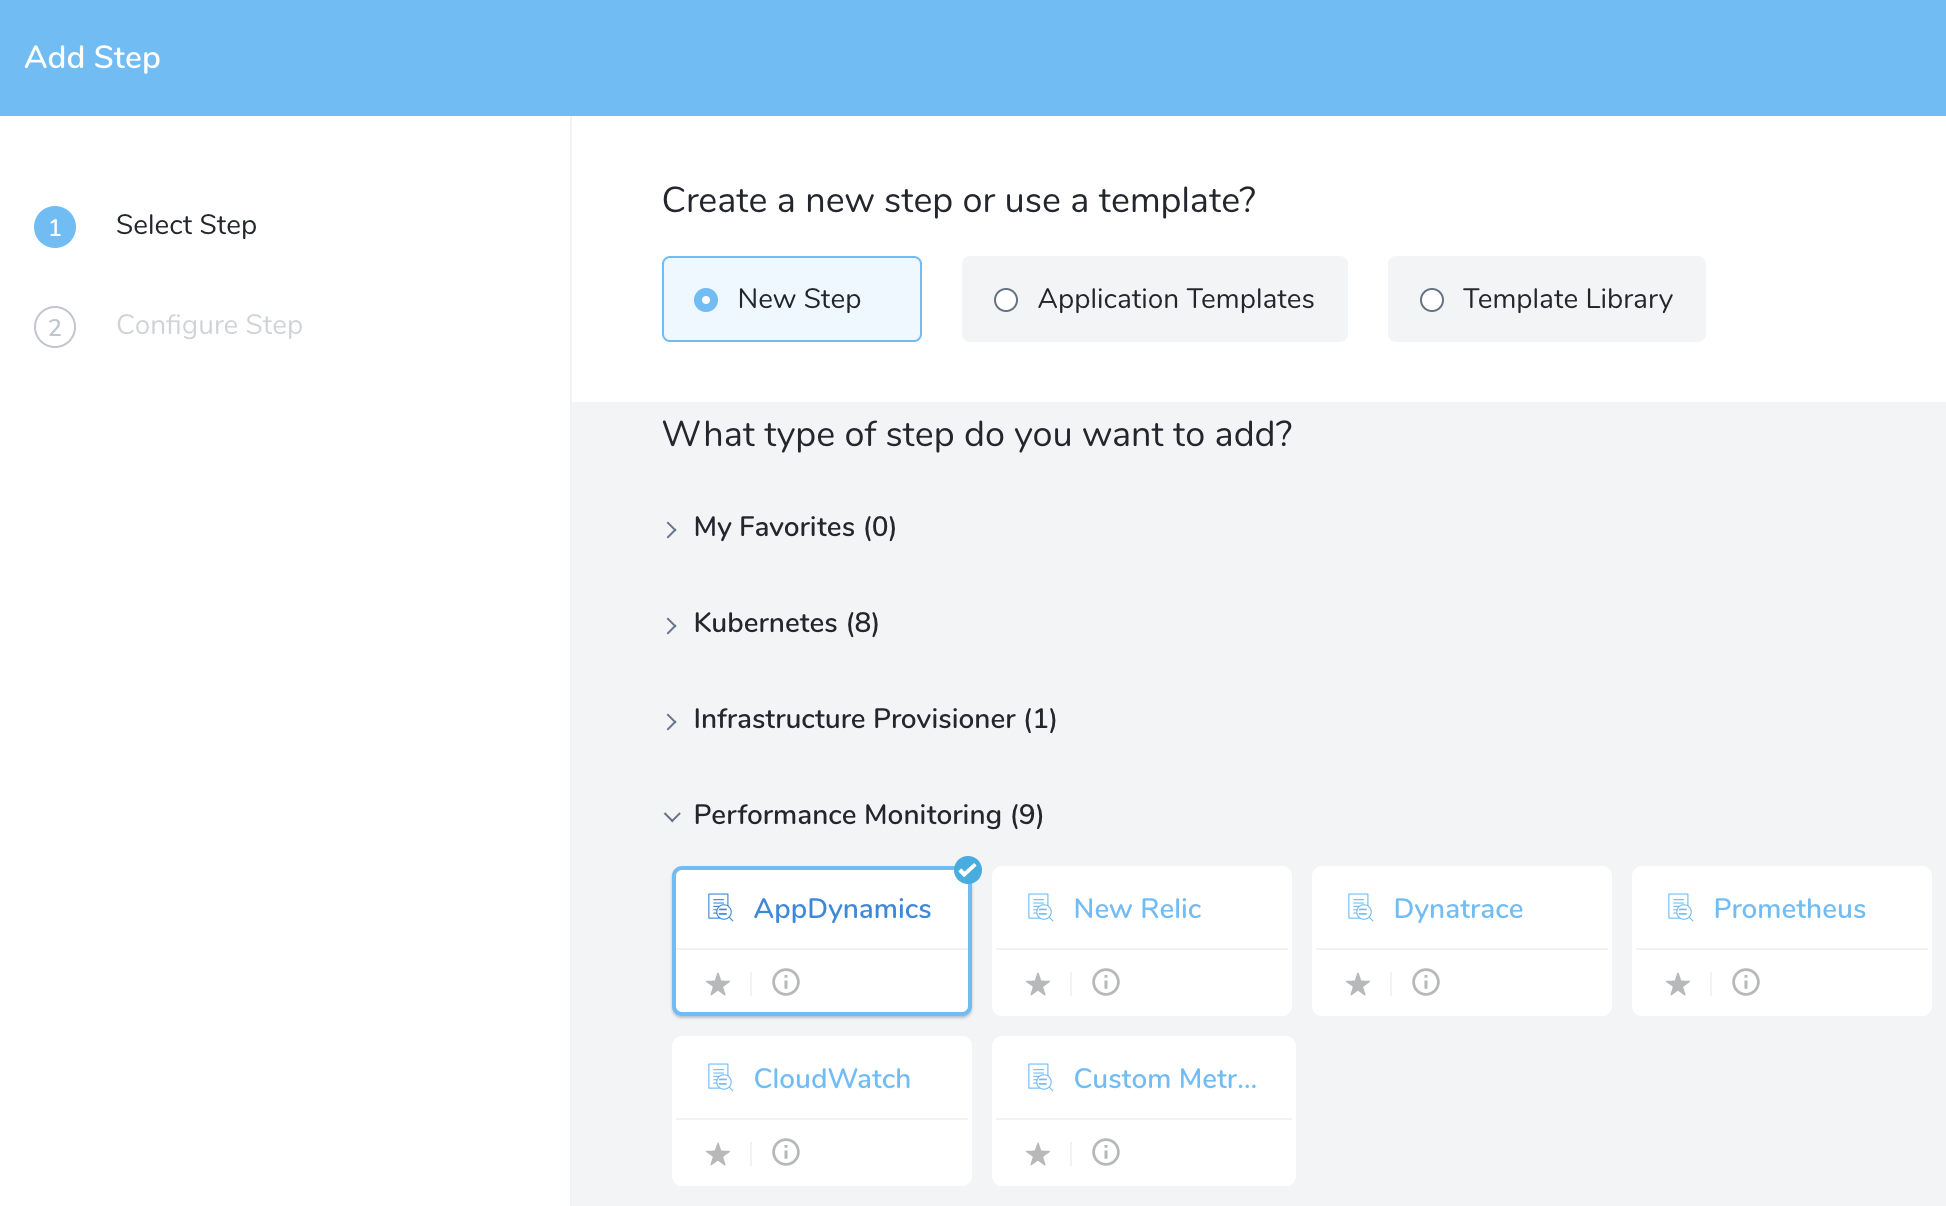 Add Step
1 Select Step
2 Configure Step
Create a new step or use a template?
New Step Application Templates Template Library
What type of step do you want to add?
My Favorites (0)
Kubernetes (8)
Infrastructure Provisioner (1)
Performance Monitoring (9)
AppDynamics New Relic Dynatrace Prometheus
CloudWatch Custom Metr...